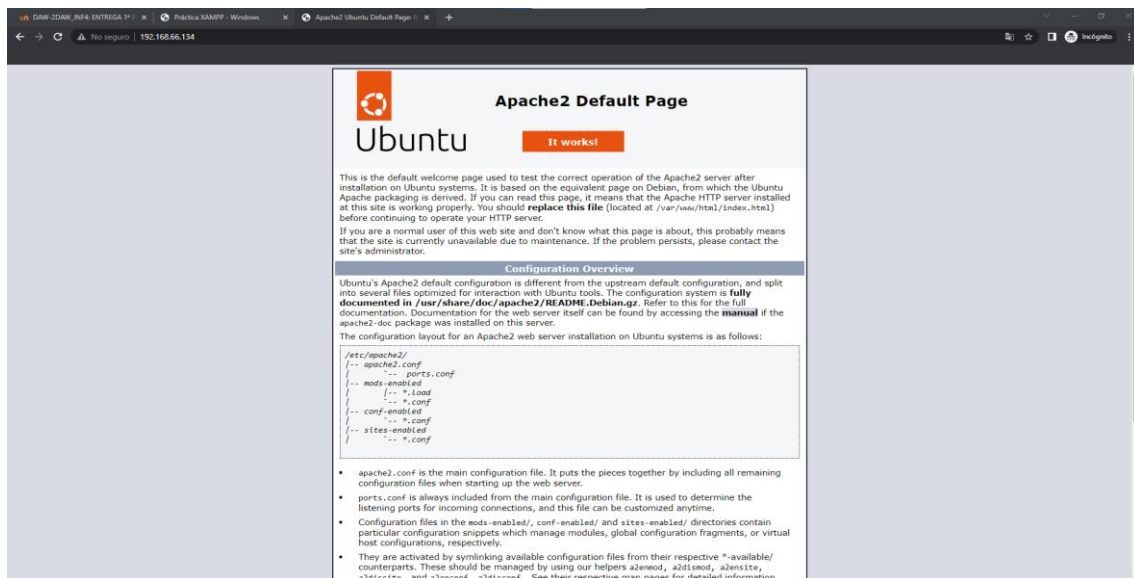 DAW-2DAW_INF4: ENTREGA 1ª
Práctica XAMPP - Windows
Apache2 Ubuntu Default Page: I
No seguro
192.168.66.134
Incógnito
Ubuntu
Apache2 Default Page
It works!
This is the default welcome page used to test the correct operation of the Apache2 server after
installation on Ubuntu systems. It is based on the equivalent page on Debian, from which the Ubuntu
Apache packaging is derived. If you can read this page, it means that the Apache HTTP server installed
at this site is working properly. You should replace this file (located at /var/www/html/index.html)
before continuing to operate your HTTP server.
If you are a normal user of this web site and don't know what this page is about, this probably means
that the site is currently unavailable due to maintenance. If the problem persists, please contact the
site's administrator.
Configuration Overview
Ubuntu's Apache2 default configuration is different from the upstream default configuration, and split
into several files optimized for interaction with Ubuntu tools. The configuration system is fully
documented in /usr/share/doc/apache2/README.Debian.gz. Refer to this for the full
documentation. Documentation for the web server itself can be found by accessing the manual if the
apache2-doc package was installed on this server.
The configuration layout for an Apache2 web server installation on Ubuntu systems is as follows:
/etc/apache2/
|-- apache2.conf
|       `--  ports.conf
|-- mods-enabled
|       |-- *.load
|       `-- *.conf
|-- conf-enabled
|       `-- *.conf
|-- sites-enabled
|       `-- *.conf
• apache2.conf is the main configuration file. It puts the pieces together by including all remaining
configuration files when starting up the web server.
• ports.conf is always included from the main configuration file. It is used to determine the
listening ports for incoming connections, and this file can be customized anytime.
• Configuration files in the mods-enabled/, conf-enabled/ and sites-enabled/ directories contain
particular configuration snippets which manage modules, global configuration fragments, or virtual
host configurations, respectively.
• They are activated by symlinking available configuration files from their respective *-available/
counterparts. These should be managed by using our helpers a2enmod, a2dismod, a2ensite,
a2dissite, and a2enconf, a2disconf. See their respective man pages for detailed information.